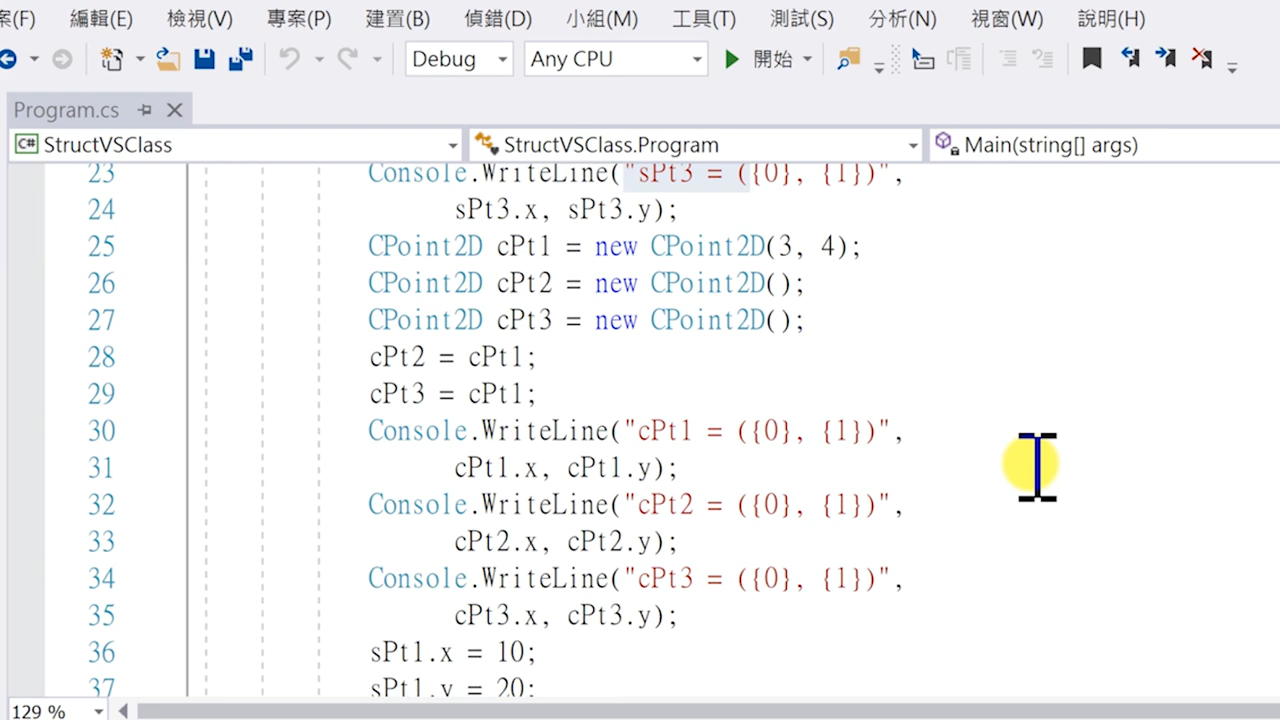 案(F) 編輯(E) 檢視(V) 專案(P) 建置(B) 偵錯(D) 小組(M) 工具(T) 測試(S) 分析(N) 視窗(W) 說明(H)
Debug Any CPU 開始
Program.cs
C# StructVSClass StructVSClass.Program Main(string[] args)
23 Console.WriteLine("sPt3 = ({0}, {1})",
24 sPt3.x, sPt3.y);
25 CPoint2D cPt1 = new CPoint2D(3, 4);
26 CPoint2D cPt2 = new CPoint2D();
27 CPoint2D cPt3 = new CPoint2D();
28 cPt2 = cPt1;
29 cPt3 = cPt1;
30 Console.WriteLine("cPt1 = ({0}, {1})",
31 cPt1.x, cPt1.y);
32 Console.WriteLine("cPt2 = ({0}, {1})",
33 cPt2.x, cPt2.y);
34 Console.WriteLine("cPt3 = ({0}, {1})",
35 cPt3.x, cPt3.y);
36 sPt1.x = 10;
37 sPt1.y = 20;
129 %